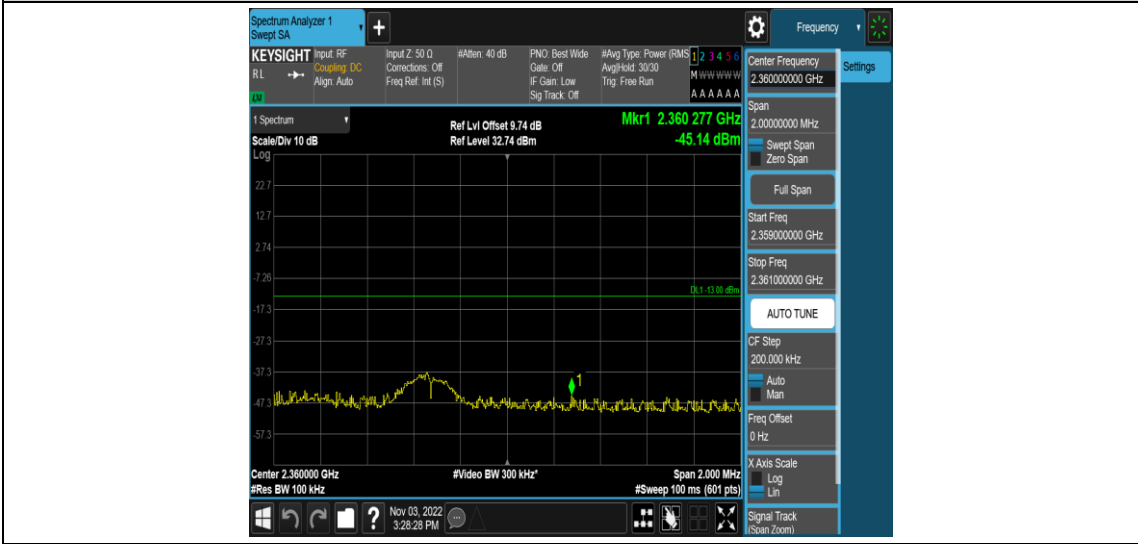 Spectrum Analyzer 1
Swept SA
+
Frequency
KEYSIGHT
RL
Input: RF
Coupling: DC
Align: Auto
Input Z: 50 Ω
Corrections: Off
Freq Ref: Int (S)
#Atten: 40 dB
PNO: Best Wide
Gate: Off
IF Gain: Low
Sig Track: Off
#Avg Type: Power (RMS
Avg|Hold: 30/30
Trig: Free Run
1 2 3 4 5 6
M W W W W W
A A A A A A
1 Spectrum
Scale/Div 10 dB
Log
Ref Lvl Offset 9.74 dB
Ref Level 32.74 dBm
Mkr1 2.360 277 GHz
-45.14 dBm
22.7
12.7
2.74
-7.26
-17.3
-27.3
-37.3
-47.3
-57.3
DL1 -13.00 dBm
1
Center 2.360000 GHz
#Res BW 100 kHz
#Video BW 300 kHz*
Span 2.000 MHz
#Sweep 100 ms (601 pts)
?
Nov 03, 2022
3:28:28 PM
Center Frequency
2.360000000 GHz
Settings
Span
2.00000000 MHz
Swept Span
Zero Span
Full Span
Start Freq
2.359000000 GHz
Stop Freq
2.361000000 GHz
AUTO TUNE
CF Step
200.000 kHz
Auto
Man
Freq Offset
0 Hz
X Axis Scale
Log
Lin
Signal Track
(Span Zoom)